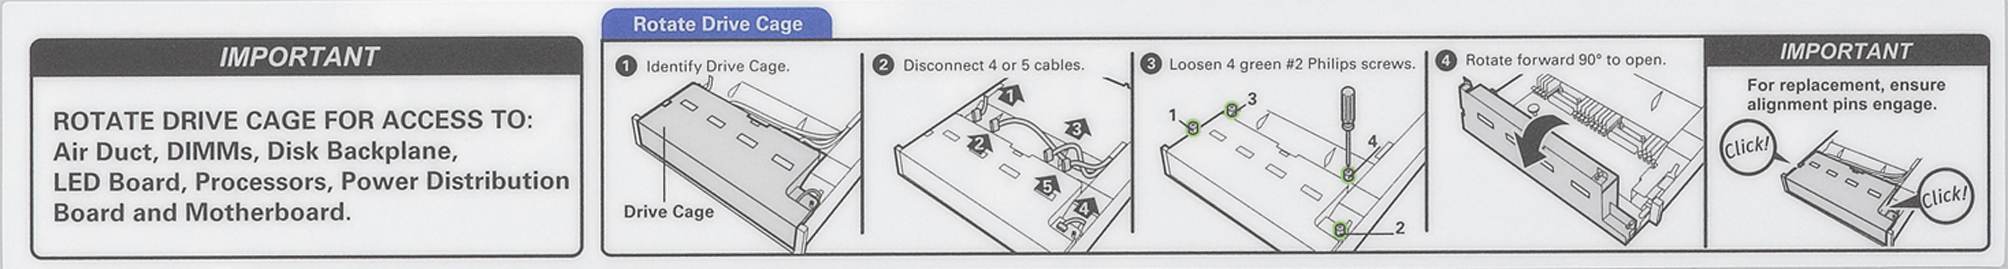 IMPORTANT
ROTATE DRIVE CAGE FOR ACCESS TO:
Air Duct, DIMMs, Disk Backplane,
LED Board, Processors, Power Distribution
Board and Motherboard.
Rotate Drive Cage
1 Identify Drive Cage.
Drive Cage
2 Disconnect 4 or 5 cables.
1
3
2
5
4
3 Loosen 4 green #2 Philips screws.
3
1
4
2
4 Rotate forward 90° to open.
IMPORTANT
For replacement, ensure
alignment pins engage.
Click!
Click!